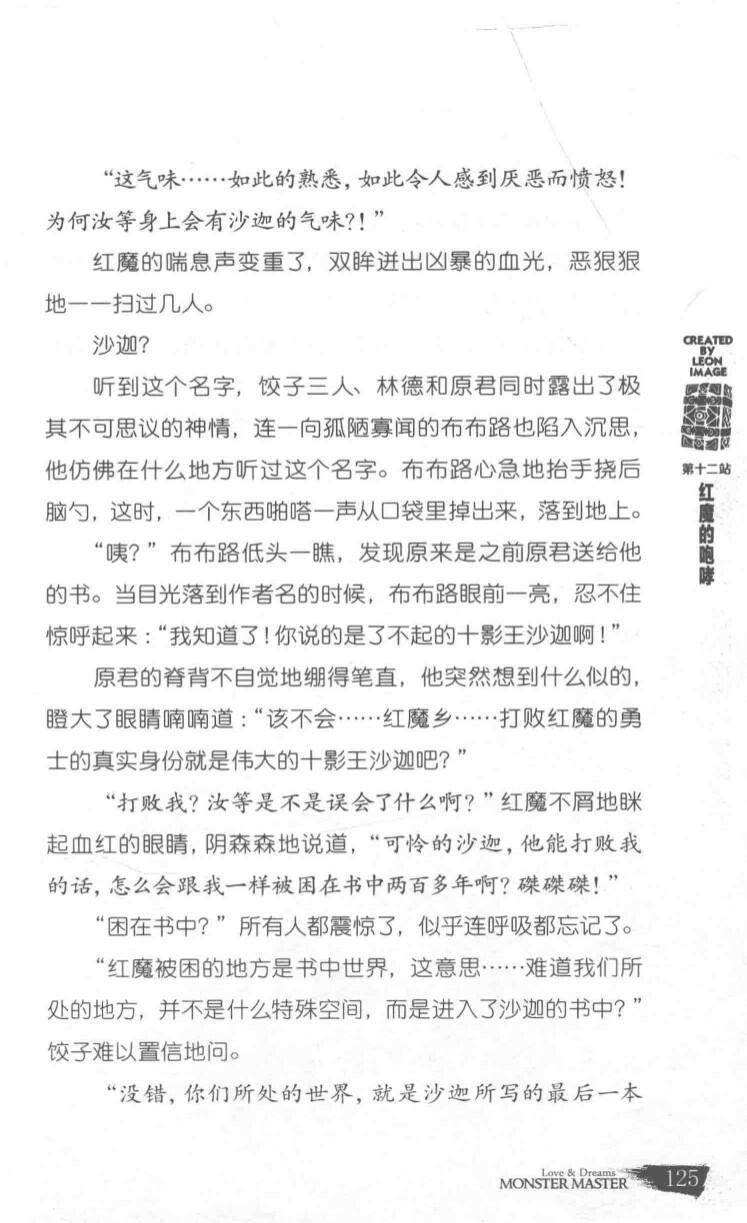 “这气味……如此的熟悉，如此令人感到厌恶而愤怒！
为何汝等身上会有沙迦的气味?！”
红魔的喘息声变重了，双眸迸出凶暴的血光，恶狠狠
地一一扫过几人。
沙迦？
听到这个名字，饺子三人、林德和原君同时露出了极
其不可思议的神情，连一向孤陋寡闻的布布路也陷入沉思，
他仿佛在什么地方听过这个名字。布布路心急地抬手挠后
脑勺，这时，一个东西啪嗒一声从口袋里掉出来，落到地上。
“咦？”布布路低头一瞧，发现原来是之前原君送给他
的书。当目光落到作者名的时候，布布路眼前一亮，忍不住
惊呼起来：“我知道了！你说的是了不起的十影王沙迦啊！”
原君的脊背不自觉地绷得笔直，他突然想到什么似的，
瞪大了眼睛喃喃道：“该不会……红魔乡……打败红魔的勇
士的真实身份就是伟大的十影王沙迦吧？”
“打败我？汝等是不是误会了什么啊？”红魔不屑地眯
起血红的眼睛，阴森森地说道，“可怜的沙迦，他能打败我
的话，怎么会跟我一样被困在书中两百多年啊？磔磔磔！”
“困在书中？”所有人都震惊了，似乎连呼吸都忘记了。
“红魔被困的地方是书中世界，这意思……难道我们所
处的地方，并不是什么特殊空间，而是进入了沙迦的书中？”
饺子难以置信地问。
“没错，你们所处的世界，就是沙迦所写的最后一本
CREATED
BY
LEON
IMAGE
第十二站
红魔的咆哮
Love & Dreams
MONSTER MASTER
125